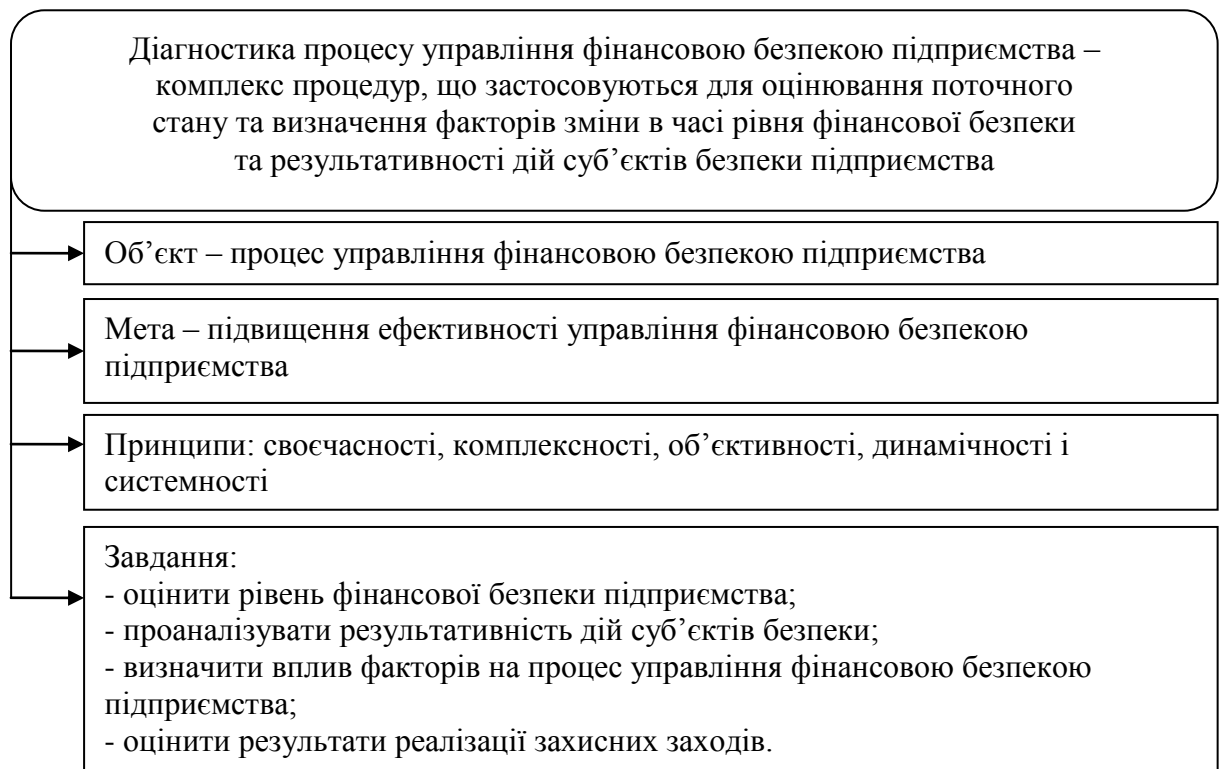 Діагностика процесу управління фінансовою безпекою підприємства –
комплекс процедур, що застосовуються для оцінювання поточного
стану та визначення факторів зміни в часі рівня фінансової безпеки
та результативності дій суб’єктів безпеки підприємства
Об’єкт – процес управління фінансовою безпекою підприємства
Мета – підвищення ефективності управління фінансовою безпекою
підприємства
Принципи: своєчасності, комплексності, об’єктивності, динамічності і
системності
Завдання:
- оцінити рівень фінансової безпеки підприємства;
- проаналізувати результативність дій суб’єктів безпеки;
- визначити вплив факторів на процес управління фінансовою безпекою
підприємства;
- оцінити результати реалізації захисних заходів.